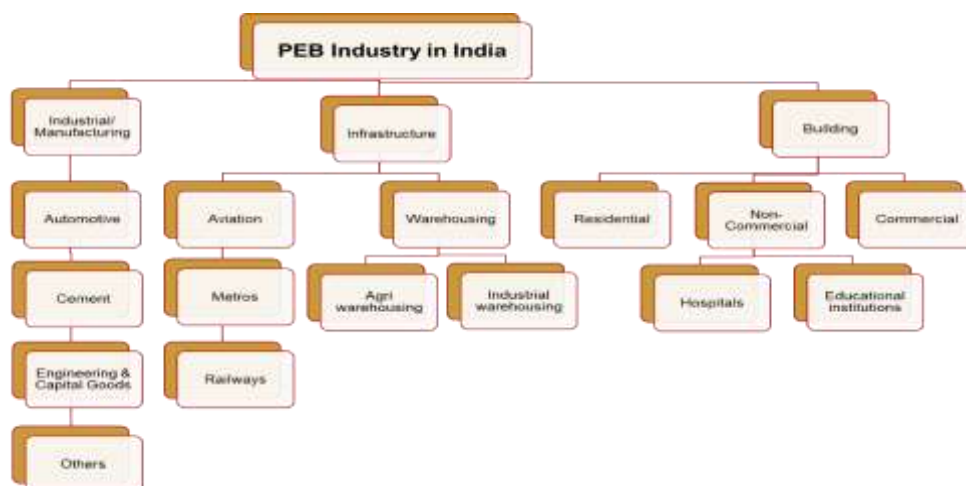 PEB Industry in India
Industrial/
Manufacturing
Infrastructure
Building
Automotive
Aviation
Warehousing
Residential
Non-
Commercial
Commercial
Cement
Metros
Agri
warehousing
Industrial
warehousing
Hospitals
Educational
institutions
Engineering &
Capital Goods
Railways
Others